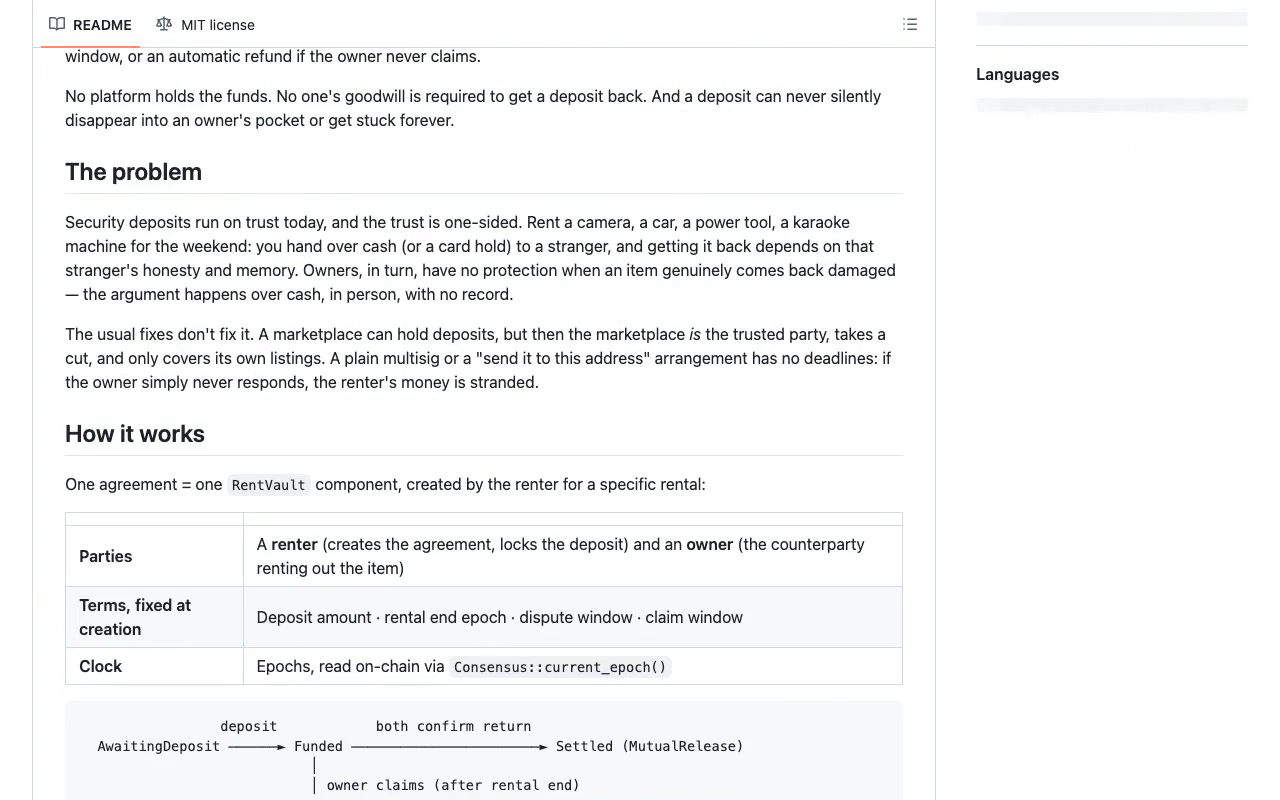 README
MIT license
window, or an automatic refund if the owner never claims.
No platform holds the funds. No one's goodwill is required to get a deposit back. And a deposit can never silently
disappear into an owner's pocket or get stuck forever.
The problem
Security deposits run on trust today, and the trust is one-sided. Rent a camera, a car, a power tool, a karaoke
machine for the weekend: you hand over cash (or a card hold) to a stranger, and getting it back depends on that
stranger's honesty and memory. Owners, in turn, have no protection when an item genuinely comes back damaged
— the argument happens over cash, in person, with no record.
The usual fixes don't fix it. A marketplace can hold deposits, but then the marketplace is the trusted party, takes a
cut, and only covers its own listings. A plain multisig or a "send it to this address" arrangement has no deadlines: if
the owner simply never responds, the renter's money is stranded.
How it works
One agreement = one RentVault component, created by the renter for a specific rental:
Parties
A renter (creates the agreement, locks the deposit) and an owner (the counterparty
renting out the item)
Terms, fixed at
creation
Deposit amount · rental end epoch · dispute window · claim window
Clock
Epochs, read on-chain via Consensus::current_epoch()
deposit both confirm return
AwaitingDeposit ──────► Funded ────────────────────────► Settled (MutualRelease)
│
│ owner claims (after rental end)
Languages